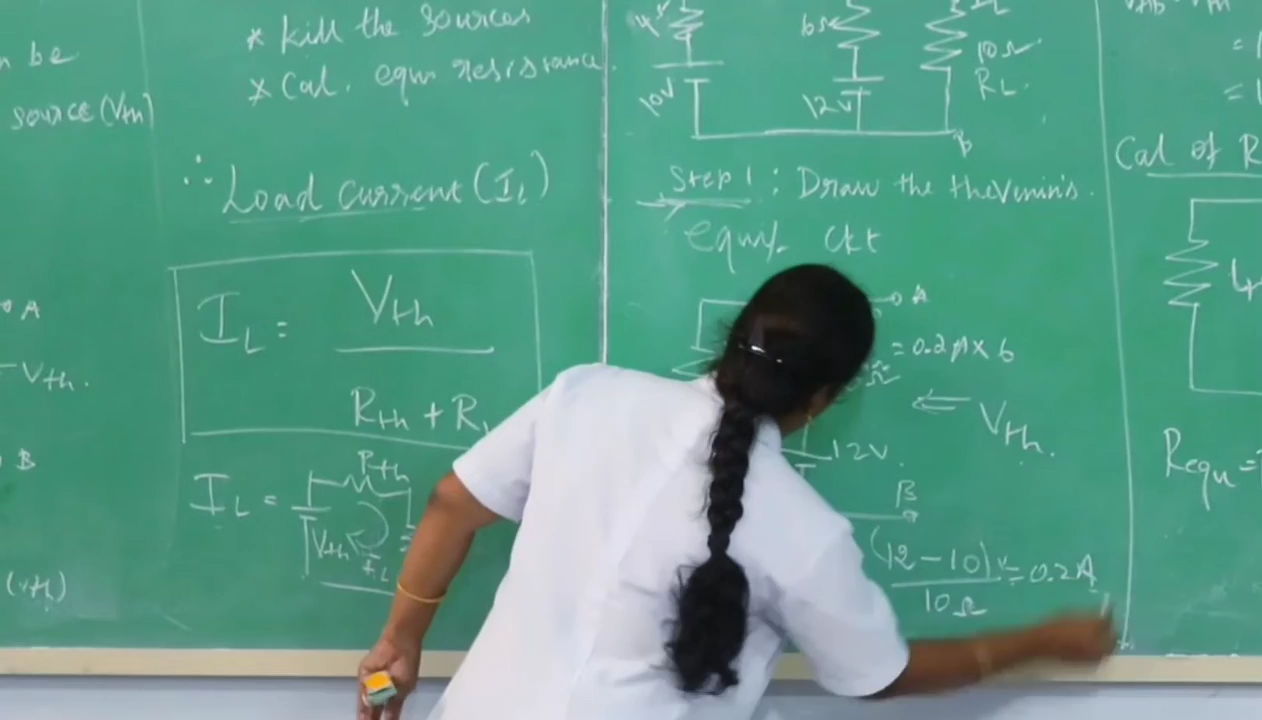 be
source (Vth)
A
Vth.
B
(Vth)
* Kill the sources
* Cal. equ. resistance.
∴ Load current (IL)
IL = Vth
Rth + R
IL =
Rth
Vth
IL
10V
6Ω
12V
10Ω
RL.
Step 1 : Draw the thevenin's.
ckt
A
= 0.2A × 6
Vth.
12V.
B
(12 - 10)V = 0.2A
10Ω
Cal of R
Requ =